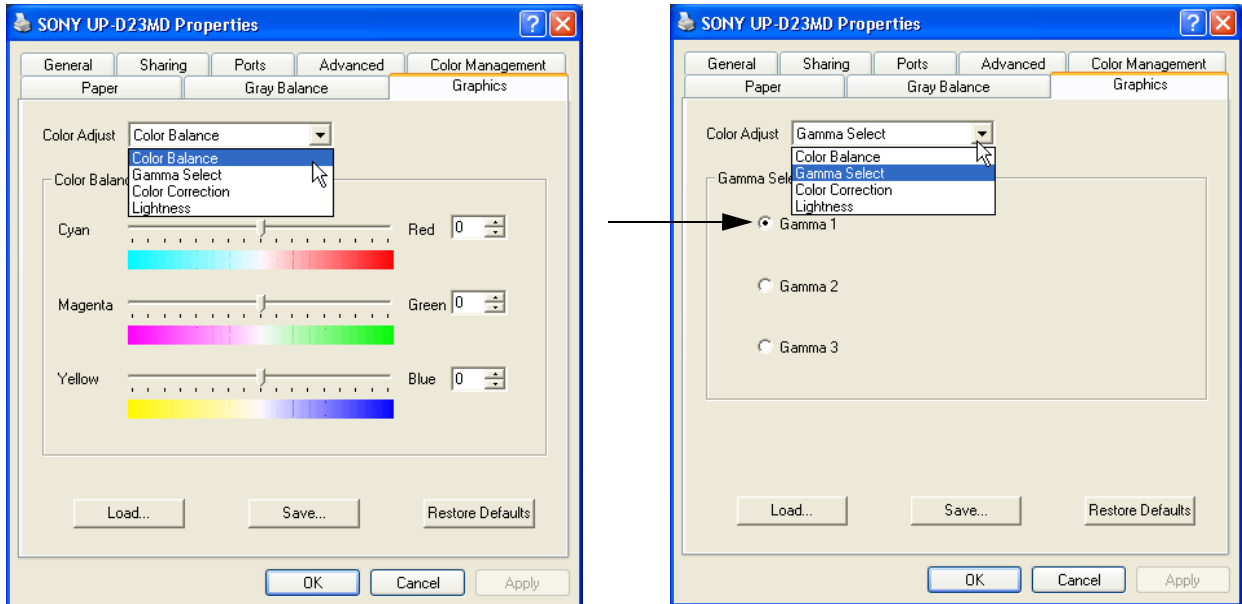 SONY UP-D23MD Properties
General Sharing Ports Advanced Color Management
Paper Gray Balance Graphics
Color Adjust Color Balance
Color Balance
Gamma Select
Color Correction
Lightness
Color Balanc
Cyan Red 0
Magenta Green 0
Yellow Blue 0
Load... Save... Restore Defaults
OK Cancel Apply
SONY UP-D23MD Properties
General Sharing Ports Advanced Color Management
Paper Gray Balance Graphics
Color Adjust Gamma Select
Color Balance
Gamma Select
Color Correction
Lightness
Gamma Sele
Gamma 1
Gamma 2
Gamma 3
Load... Save... Restore Defaults
OK Cancel Apply